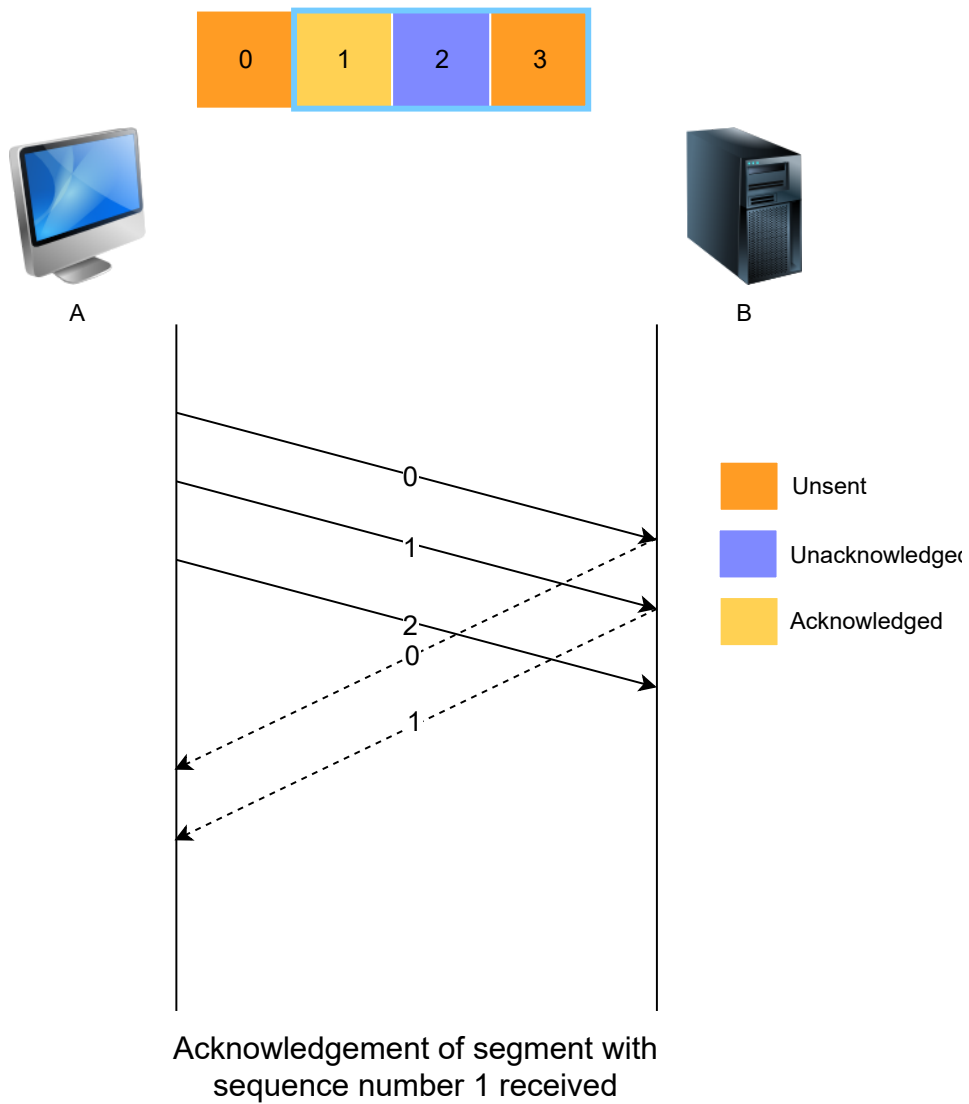 0 1 2 3
A
B
0
1
2
0
1
Unsent
Unacknowledged
Acknowledged
Acknowledgement of segment with
sequence number 1 received